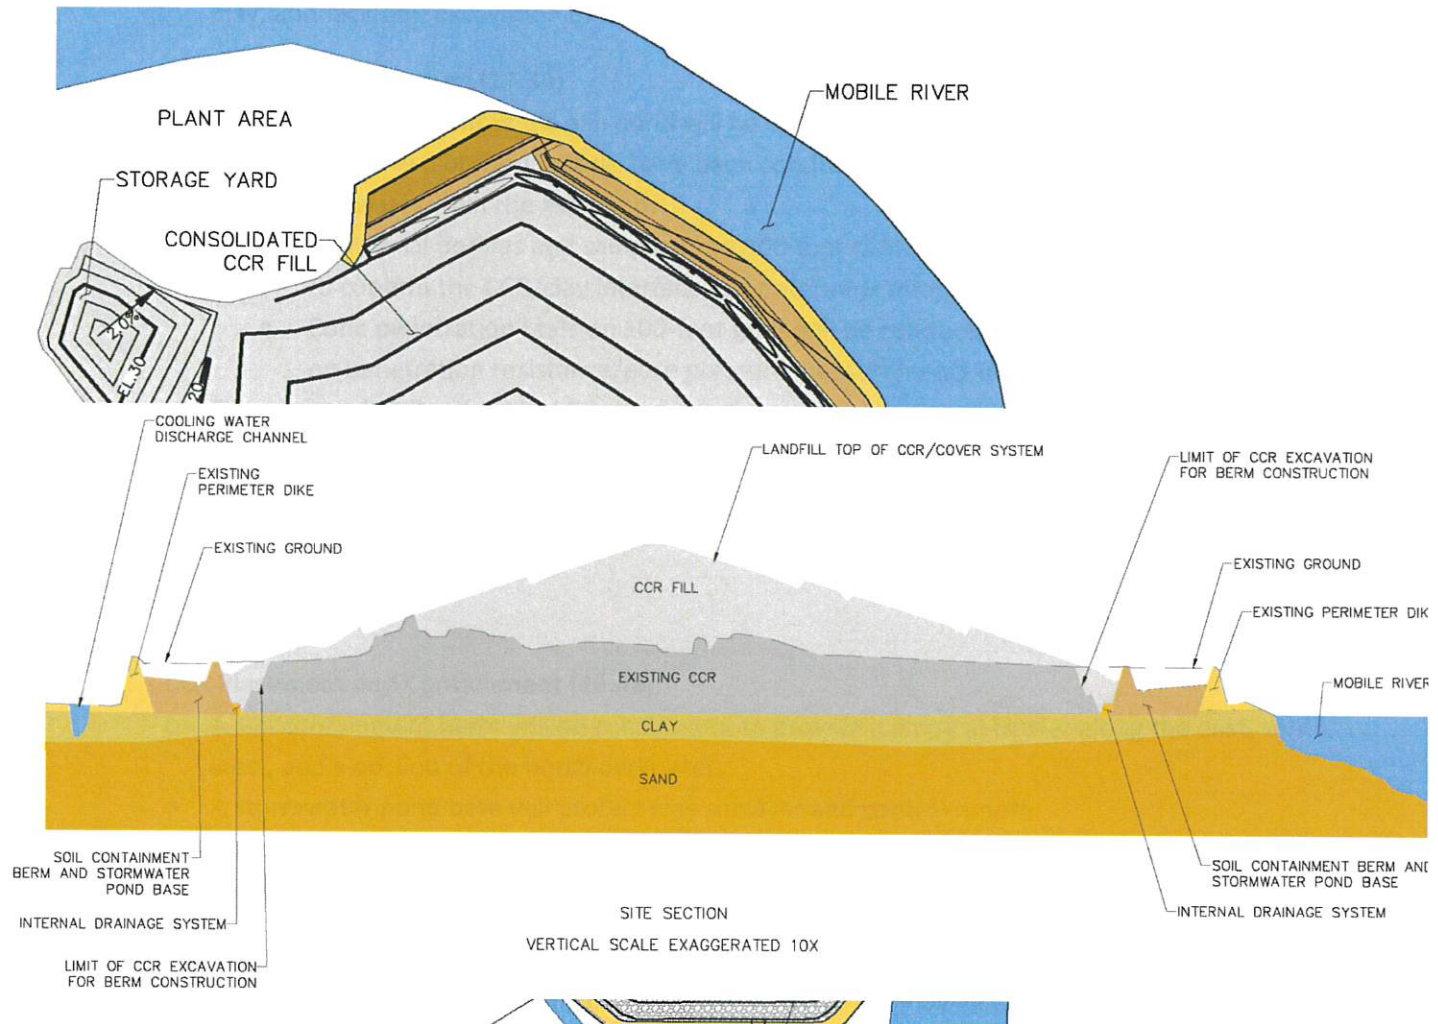 MOBILE RIVER
PLANT AREA
STORAGE YARD
CONSOLIDATED
CCR FILL
2.0%
EL.30
20
COOLING WATER
DISCHARGE CHANNEL
EXISTING
PERIMETER DIKE
EXISTING GROUND
LANDFILL TOP OF CCR/COVER SYSTEM
LIMIT OF CCR EXCAVATION
FOR BERM CONSTRUCTION
EXISTING GROUND
EXISTING PERIMETER DIK
CCR FILL
EXISTING CCR
MOBILE RIVER
CLAY
SAND
SOIL CONTAINMENT
BERM AND STORMWATER
POND BASE
INTERNAL DRAINAGE SYSTEM
LIMIT OF CCR EXCAVATION
FOR BERM CONSTRUCTION
SITE SECTION
VERTICAL SCALE EXAGGERATED 10X
SOIL CONTAINMENT BERM AND
STORMWATER POND BASE
INTERNAL DRAINAGE SYSTEM